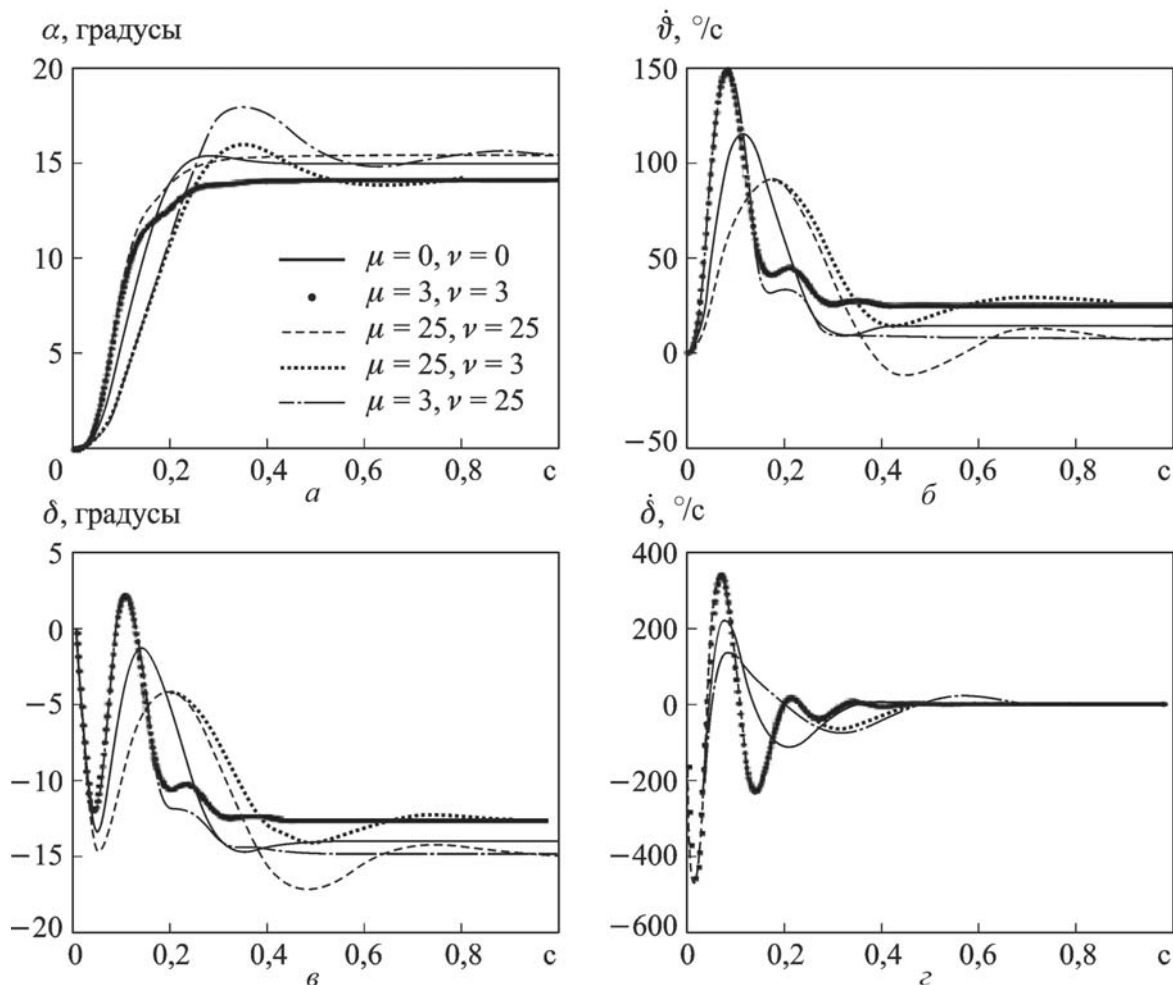 α, градусы
20
15
10
5
0
0,2
0,4
0,6
0,8
с
μ = 0, ν = 0
μ = 3, ν = 3
μ = 25, ν = 25
μ = 25, ν = 3
μ = 3, ν = 25
а
ϑ̇, °/с
150
100
50
0
−50
0
0,2
0,4
0,6
0,8
с
б
δ, градусы
5
0
−5
−10
−15
−20
0
0,2
0,4
0,6
0,8
с
в
δ̇, °/с
400
200
0
−200
−400
−600
0
0,2
0,4
0,6
0,8
с
г